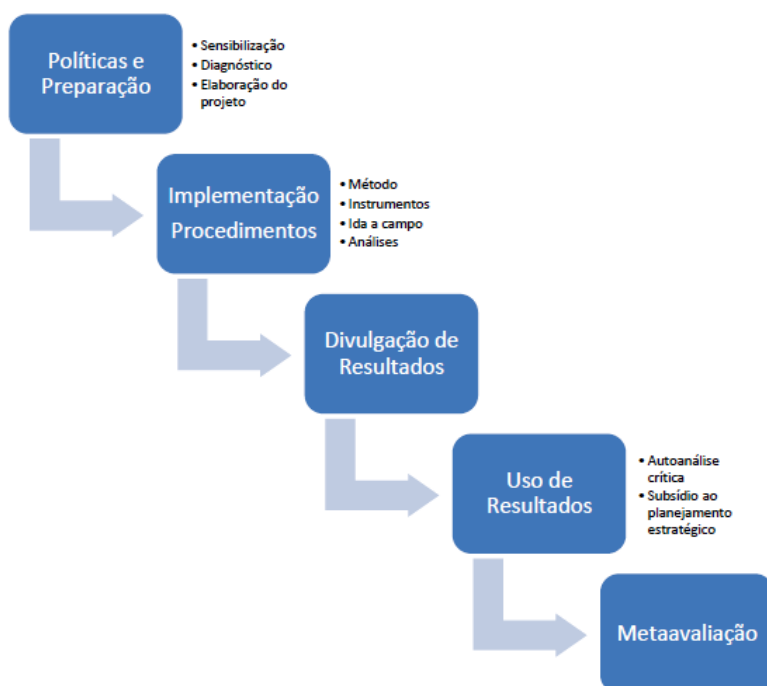 Políticas e
Preparação
• Sensibilização
• Diagnóstico
• Elaboração do
projeto
Implementação
Procedimentos
• Método
• Instrumentos
• Ida a campo
• Análises
Divulgação de
Resultados
Uso de
Resultados
• Autoanálise
crítica
• Subsídio ao
planejamento
estratégico
Metaavaliação